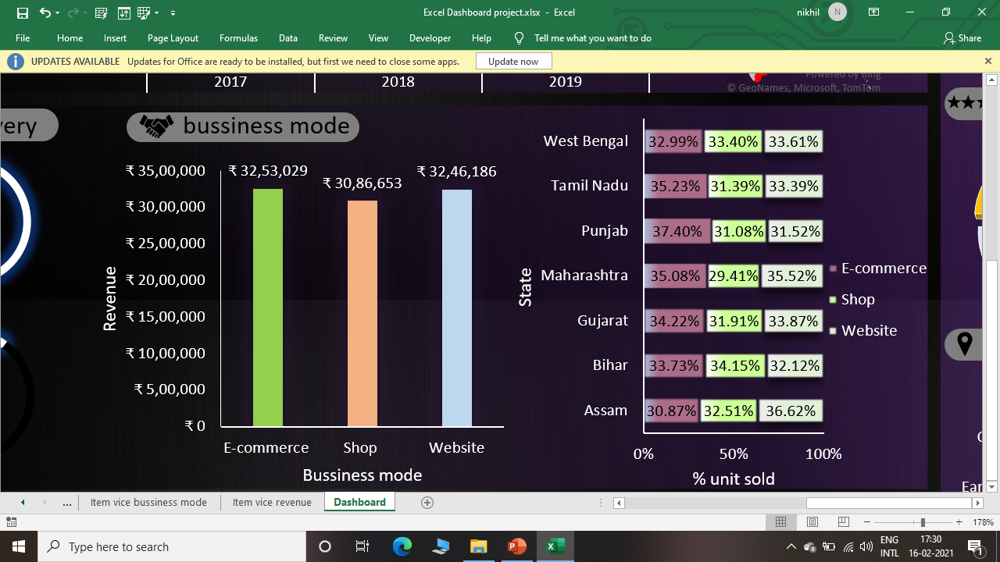 Excel Dashboard project.xlsx - Excel
nikhil
N
File Home Insert Page Layout Formulas Data Review View Developer Help Tell me what you want to do Share
UPDATES AVAILABLE Updates for Office are ready to be installed, but first we need to close some apps. Update now
2017 2018 2019
Powered by Bing
© GeoNames, Microsoft, TomTom
very
bussiness mode
₹ 35,00,000
₹ 30,00,000
₹ 25,00,000
₹ 20,00,000
₹ 15,00,000
₹ 10,00,000
₹ 5,00,000
₹ 0
Revenue
₹ 32,53,029
₹ 30,86,653
₹ 32,46,186
E-commerce Shop Website
Bussiness mode
State
West Bengal 32.99% 33.40% 33.61%
Tamil Nadu 35.23% 31.39% 33.39%
Punjab 37.40% 31.08% 31.52%
Maharashtra 35.08% 29.41% 35.52%
Gujarat 34.22% 31.91% 33.87%
Bihar 33.73% 34.15% 32.12%
Assam 30.87% 32.51% 36.62%
0% 50% 100%
% unit sold
E-commerce
Shop
Website
Ear
... Item vice bussiness mode Item vice revenue Dashboard
178%
Type here to search
ENG
INTL
17:30
16-02-2021
1